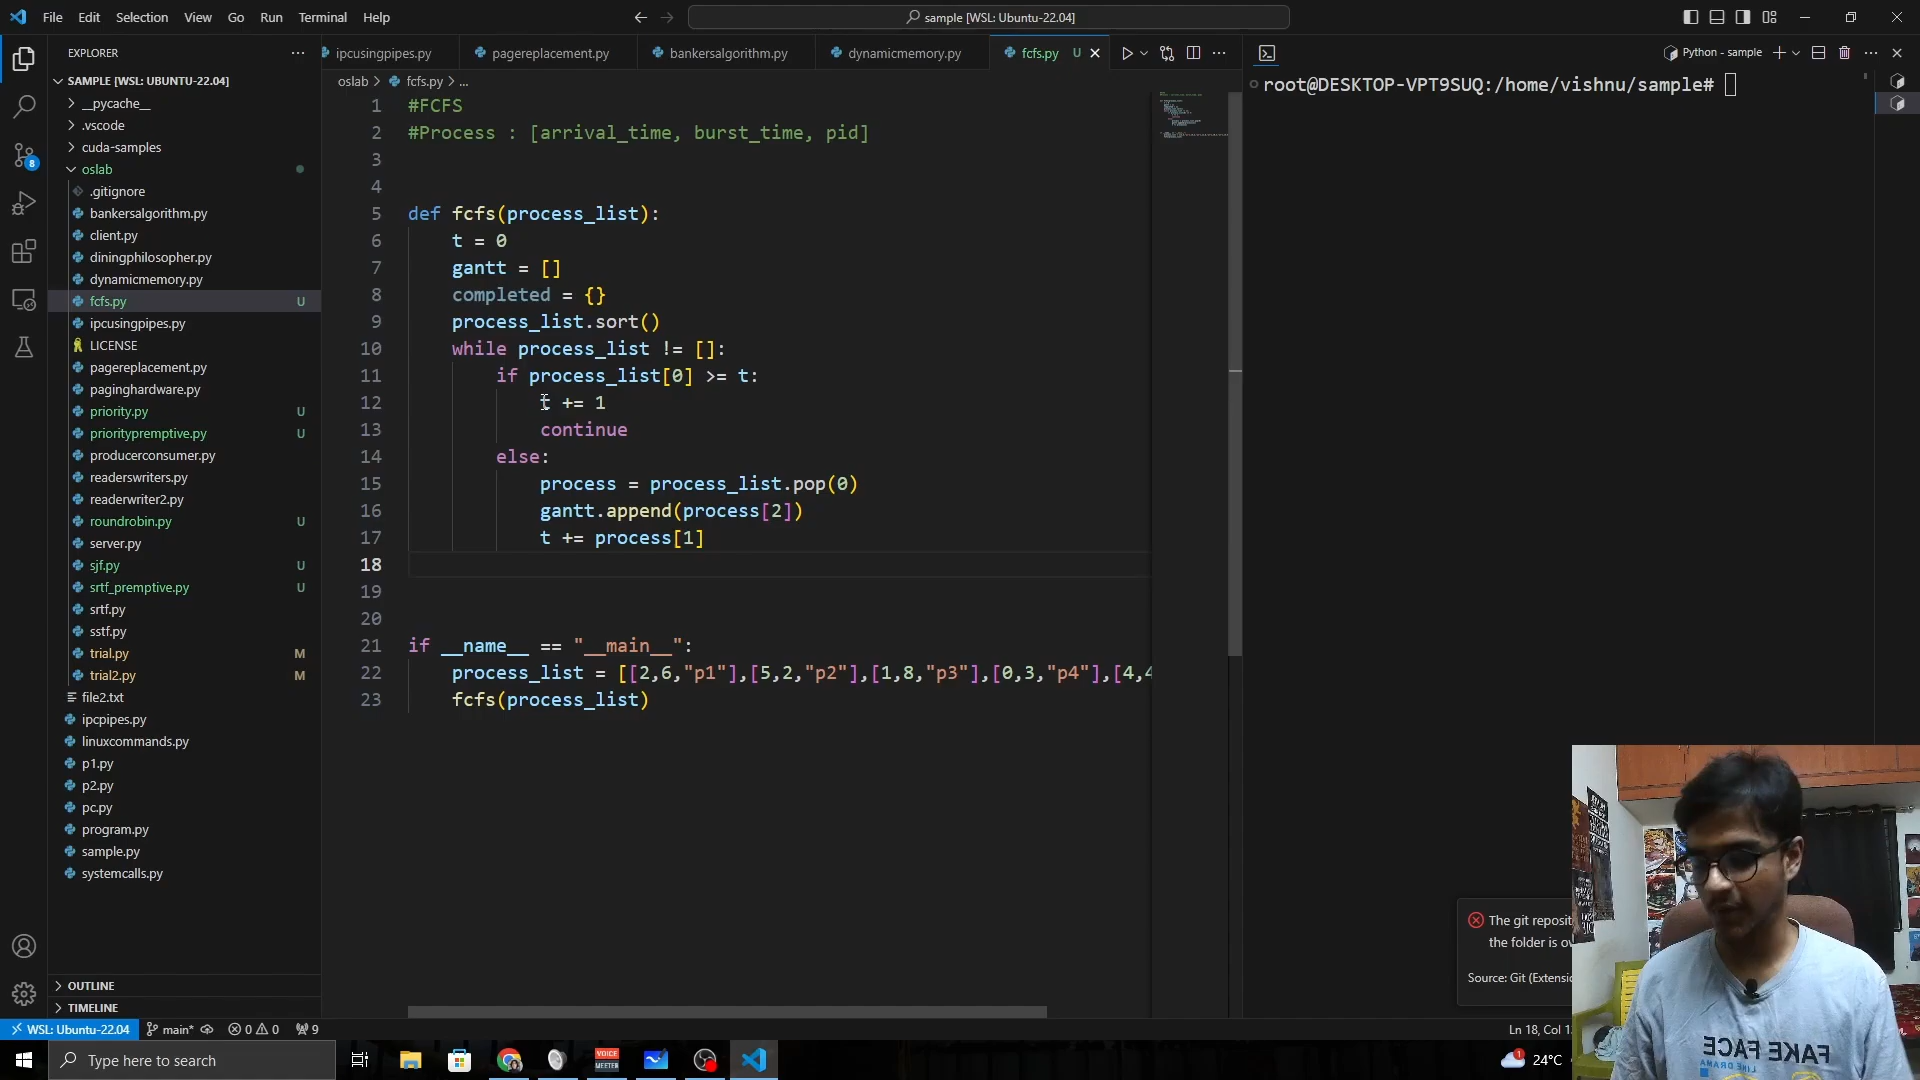 File Edit Selection View Go Run Terminal Help
sample [WSL: Ubuntu-22.04]
EXPLORER
SAMPLE [WSL: UBUNTU-22.04]
__pycache__
.vscode
cuda-samples
oslab
.gitignore
bankersalgorithm.py
client.py
diningphilosopher.py
dynamicmemory.py
fcfs.py U
ipcusingpipes.py
LICENSE
pagereplacement.py
paginghardware.py
priority.py U
prioritypremptive.py U
producerconsumer.py
readerswriters.py
readerwriter2.py
roundrobin.py U
server.py
sjf.py U
srtf_premptive.py U
srtf.py
sstf.py
trial.py M
trial2.py M
file2.txt
ipcpipes.py
linuxcommands.py
p1.py
p2.py
pc.py
program.py
sample.py
systemcalls.py
OUTLINE
TIMELINE
8
ipcusingpipes.py pagereplacement.py bankersalgorithm.py dynamicmemory.py fcfs.py U
oslab > fcfs.py > ...
1 #FCFS
2 #Process : [arrival_time, burst_time, pid]
3
4
5 def fcfs(process_list):
6 t = 0
7 gantt = []
8 completed = {}
9 process_list.sort()
10 while process_list != []:
11 if process_list[0] >= t:
12 t += 1
13 continue
14 else:
15 process = process_list.pop(0)
16 gantt.append(process[2])
17 t += process[1]
18
19
20
21 if __name__ == "__main__":
22 process_list = [[2,6,"p1"],[5,2,"p2"],[1,8,"p3"],[0,3,"p4"],[4,4
23 fcfs(process_list)
Python - sample
root@DESKTOP-VPT9SUQ:/home/vishnu/sample#
The git reposit
the folder is ow
Source: Git (Extensio
FAKE FACE
WSL: Ubuntu-22.04 main* 0 0 9
Ln 18, Col 1
Type here to search
VOICE
MEETER
1
24°C